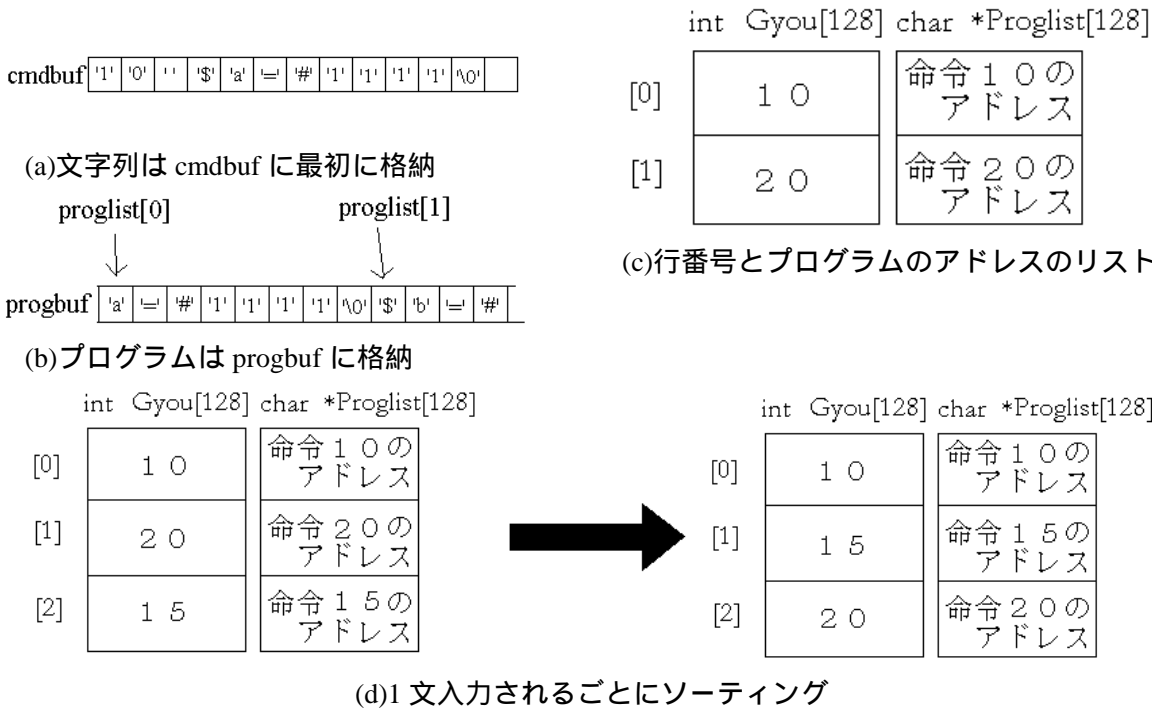 cmdbuf '1' '0' ' ' '$' 'a' '=' '#' '1' '1' '1' '1' '\0'
(a)文字列は cmdbuf に最初に格納
proglist[0] proglist[1]
progbuf 'a' '=' '#' '1' '1' '1' '1' '\0' '$' 'b' '=' '#'
(b)プログラムは progbuf に格納
int Gyou[128] char *Proglist[128]
[0] 10 命令10の
アドレス
[1] 20 命令20の
アドレス
(c)行番号とプログラムのアドレスのリスト
int Gyou[128] char *Proglist[128]
[0] 10 命令10の
アドレス
[1] 20 命令20の
アドレス
[2] 15 命令15の
アドレス
int Gyou[128] char *Proglist[128]
[0] 10 命令10の
アドレス
[1] 15 命令15の
アドレス
[2] 20 命令20の
アドレス
(d)1 文入力されるごとにソーティング